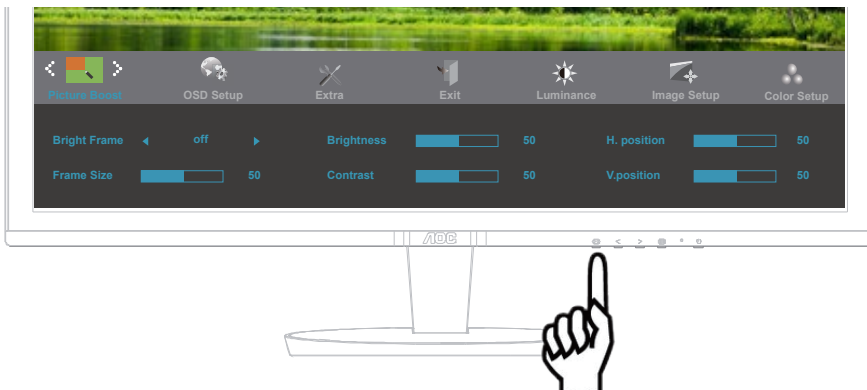 Picture Boost OSD Setup Extra Exit Luminance Image Setup Color Setup
Bright Frame off Brightness 50 H. position 50
Frame Size 50 Contrast 50 V.position 50
AOC